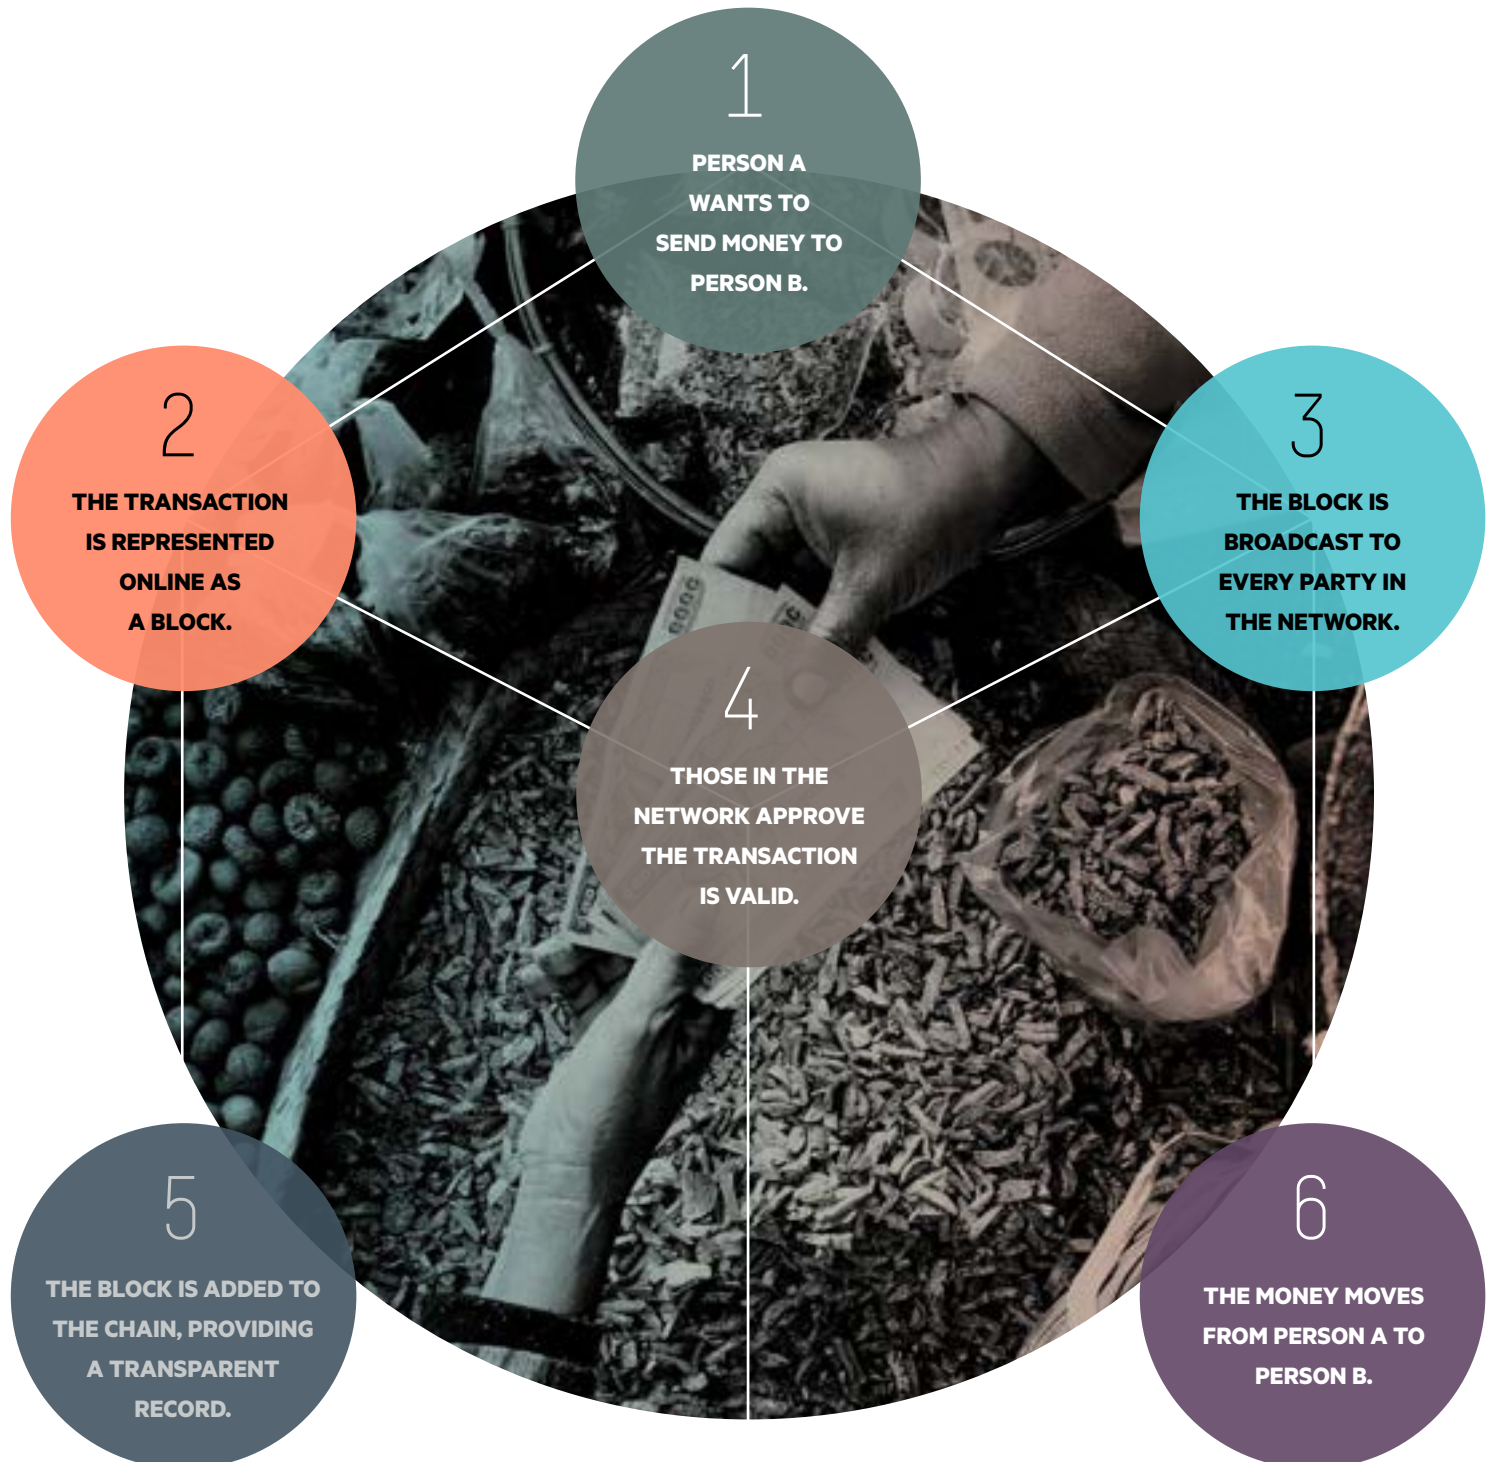 1
PERSON A
WANTS TO
SEND MONEY TO
PERSON B.
2
THE TRANSACTION
IS REPRESENTED
ONLINE AS
A BLOCK.
3
THE BLOCK IS
BROADCAST TO
EVERY PARTY IN
THE NETWORK.
4
THOSE IN THE
NETWORK APPROVE
THE TRANSACTION
IS VALID.
5
THE BLOCK IS ADDED TO
THE CHAIN, PROVIDING
A TRANSPARENT
RECORD.
6
THE MONEY MOVES
FROM PERSON A TO
PERSON B.